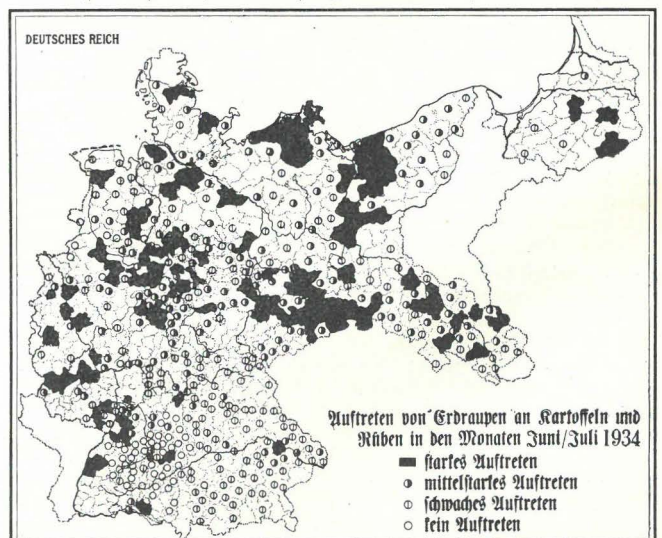 DEUTSCHES REICH
Auftreten von Erdraupen an Kartoffeln und
Rüben in den Monaten Juni/Juli 1934
starkes Auftreten
mittelstarkes Auftreten
schwaches Auftreten
kein Auftreten